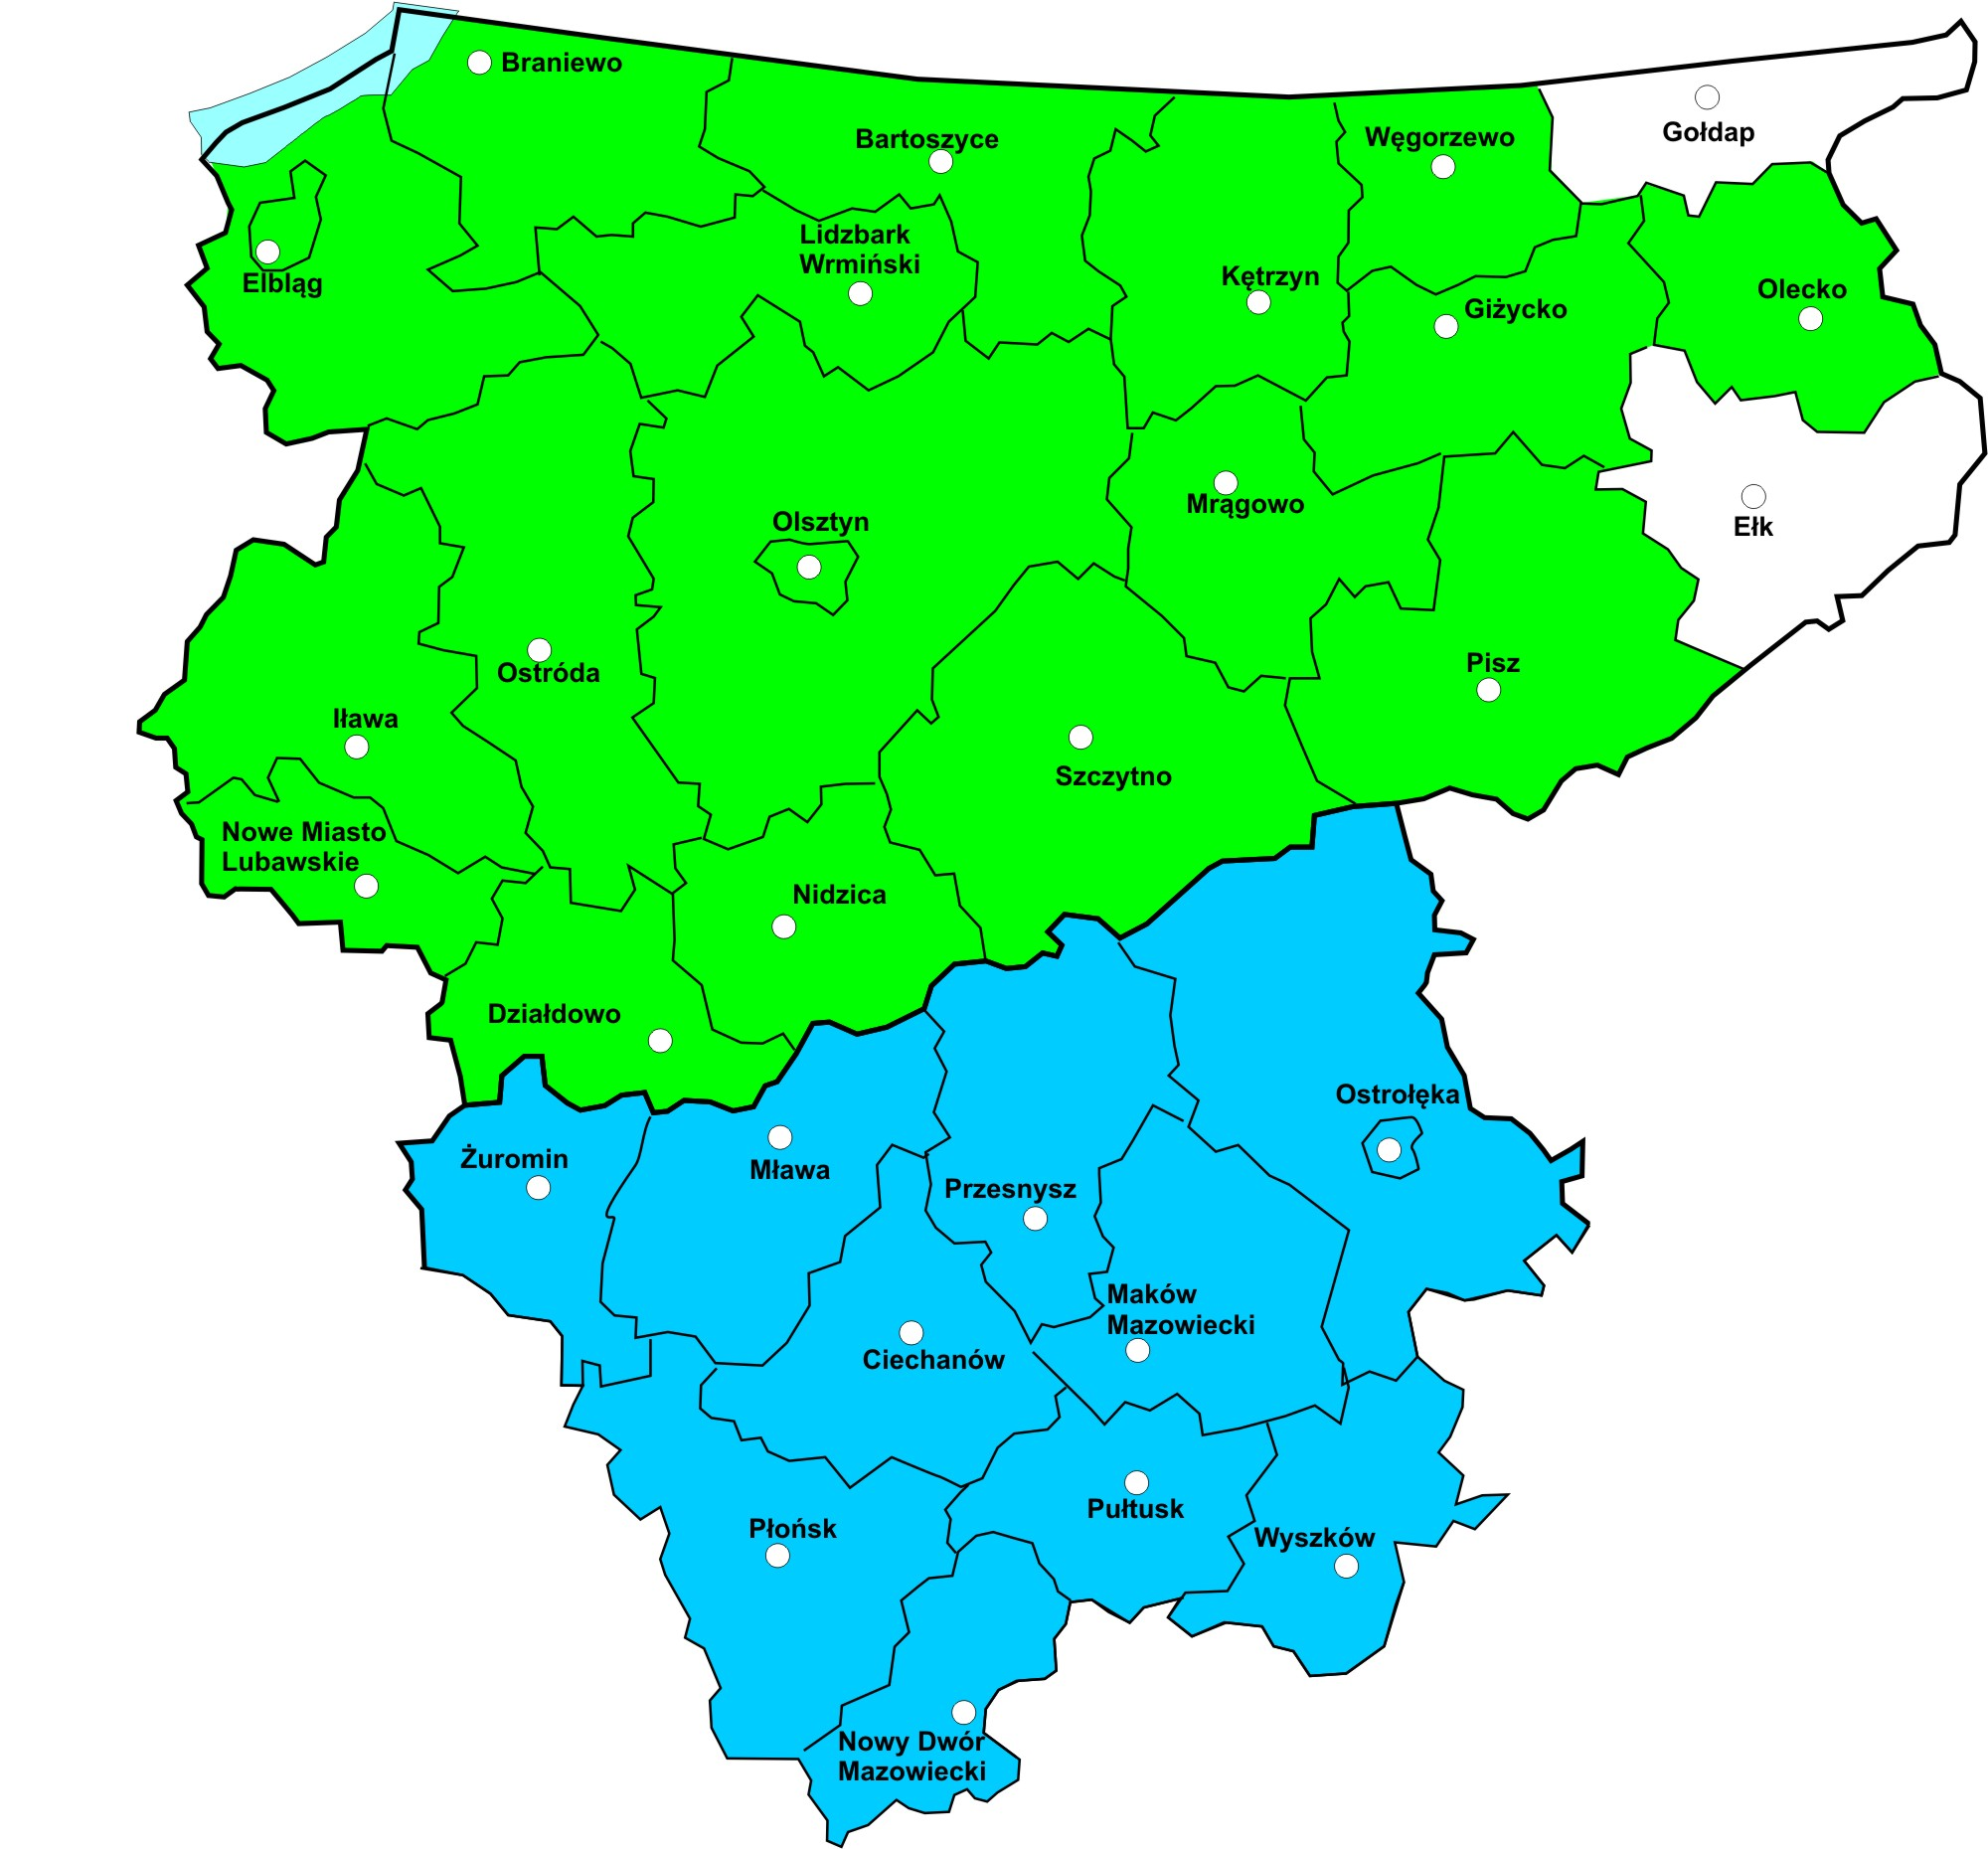 Braniewo
Bartoszyce
Węgorzewo
Gołdap
Lidzbark
Wrmiński
Elbląg
Kętrzyn
Giżycko
Olecko
Mrągowo
Olsztyn
Ełk
Ostróda
Pisz
Iława
Szczytno
Nowe Miasto
Lubawskie
Nidzica
Działdowo
Ostrołęka
Żuromin
Mława
Przesnysz
Maków
Mazowiecki
Ciechanów
Pułtusk
Płońsk
Wyszków
Nowy Dwór
Mazowiecki